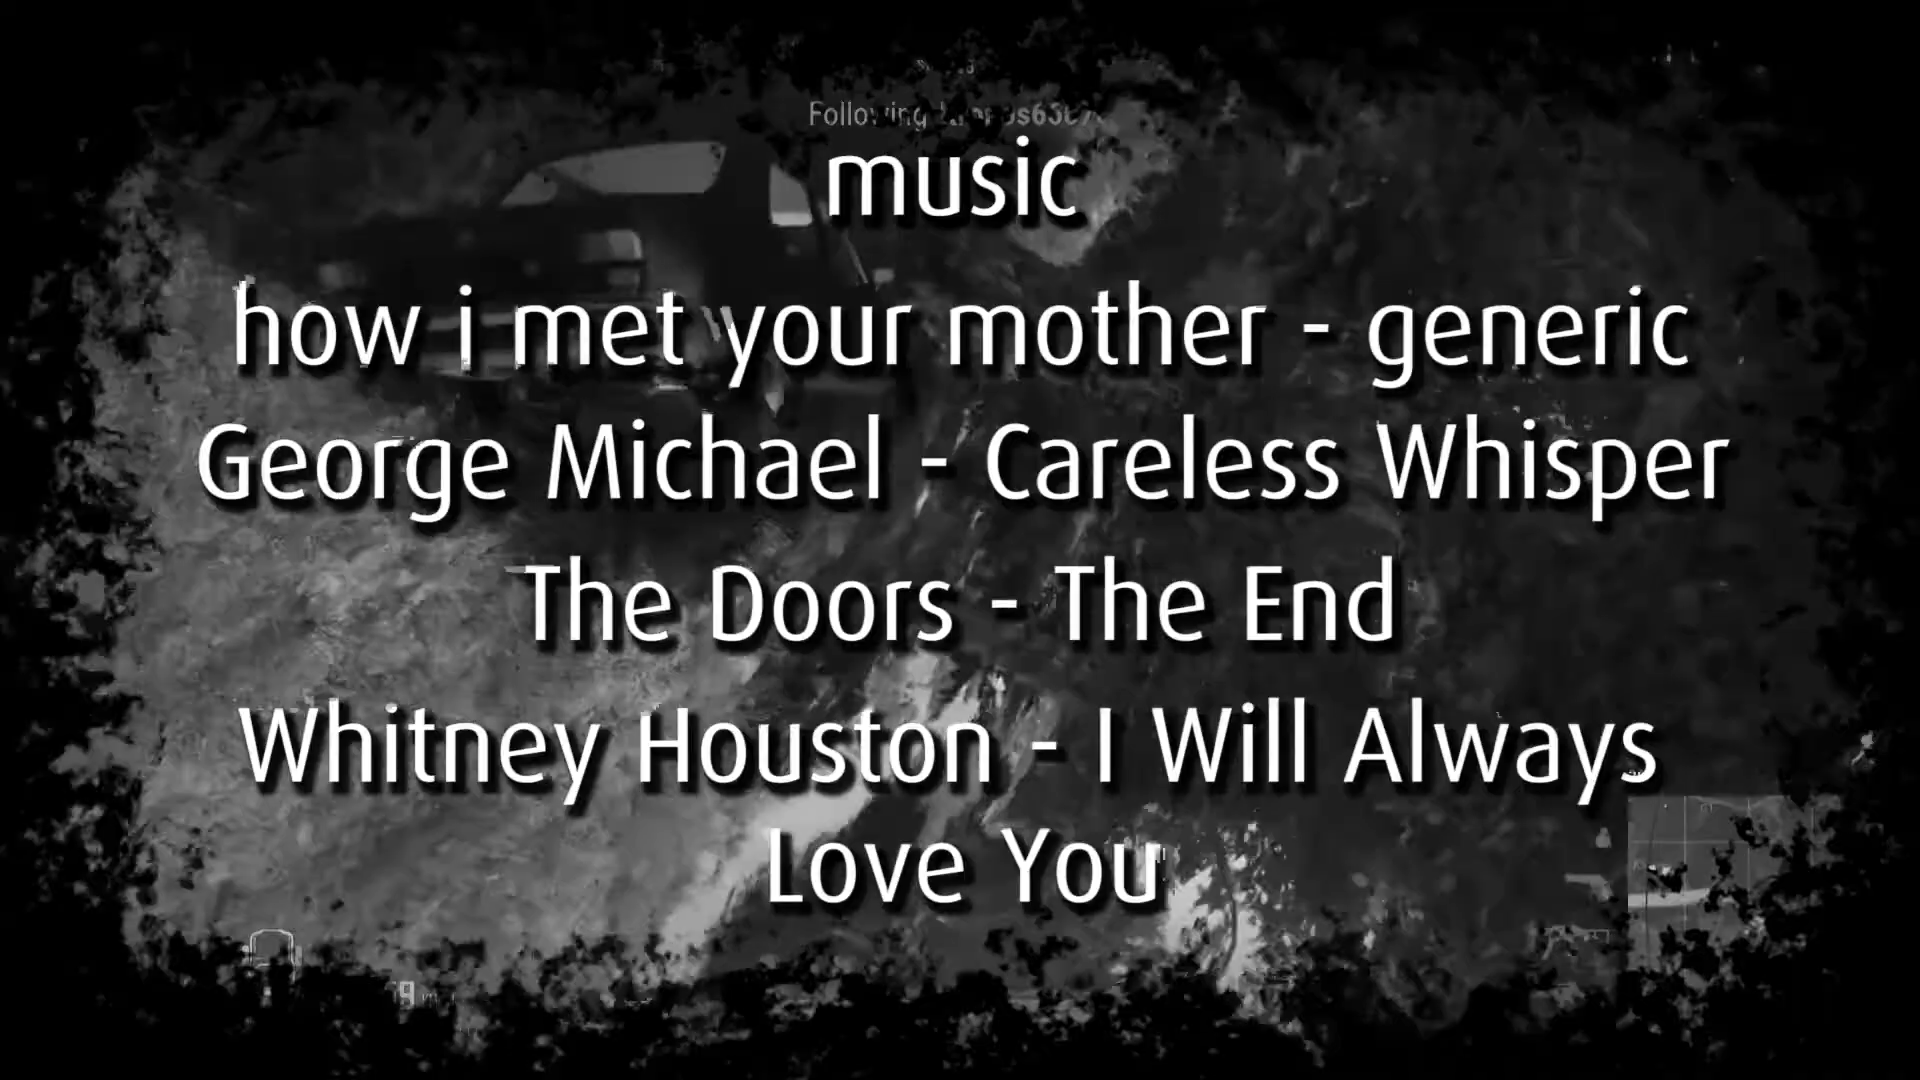 Following
music
how i met your mother - generic
George Michael - Careless Whisper
The Doors - The End
Whitney Houston - I Will Always
Love You